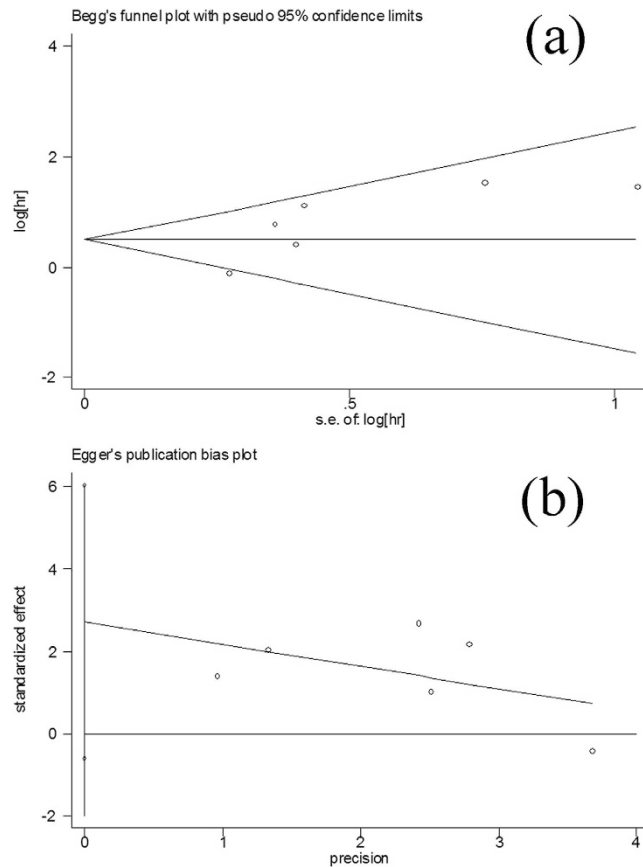 Begg's funnel plot with pseudo 95% confidence limits
(a)
4
2
0
-2
log[hr]
0
.5
1
s.e. of: log[hr]
Egger's publication bias plot
(b)
6
4
2
0
-2
standardized effect
0
1
2
3
4
precision